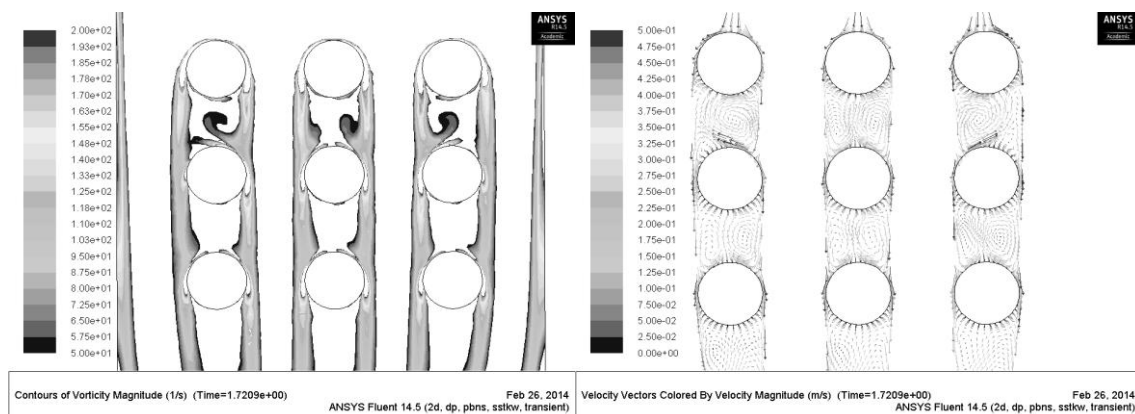 ANSYS
R14.5
Academic
2.00e+02
1.93e+02
1.85e+02
1.78e+02
1.70e+02
1.63e+02
1.55e+02
1.48e+02
1.40e+02
1.33e+02
1.25e+02
1.18e+02
1.10e+02
1.03e+02
9.50e+01
8.75e+01
8.00e+01
7.25e+01
6.50e+01
5.75e+01
5.00e+01
Contours of Vorticity Magnitude (1/s) (Time=1.7209e+00)
Feb 26, 2014
ANSYS Fluent 14.5 (2d, dp, pbns, sstkw, transient)
ANSYS
R14.5
Academic
5.00e-01
4.75e-01
4.50e-01
4.25e-01
4.00e-01
3.75e-01
3.50e-01
3.25e-01
3.00e-01
2.75e-01
2.50e-01
2.25e-01
2.00e-01
1.75e-01
1.50e-01
1.25e-01
1.00e-01
7.50e-02
5.00e-02
2.50e-02
0.00e+00
Velocity Vectors Colored By Velocity Magnitude (m/s) (Time=1.7209e+00)
Feb 26, 2014
ANSYS Fluent 14.5 (2d, dp, pbns, sstkw, transient)